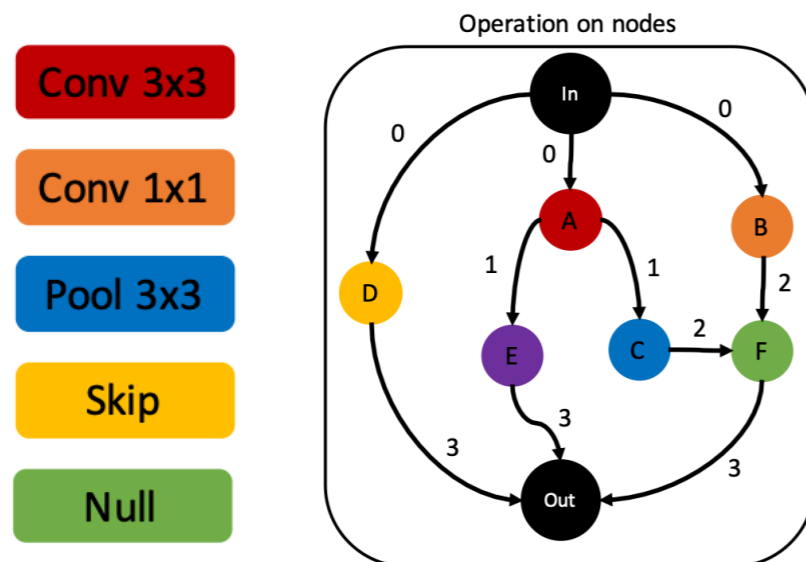 Operation on nodes
Conv 3x3
Conv 1x1
Pool 3x3
Skip
Null
In
0
0
0
A
B
1
1
2
D
E
C
2
F
3
3
3
Out